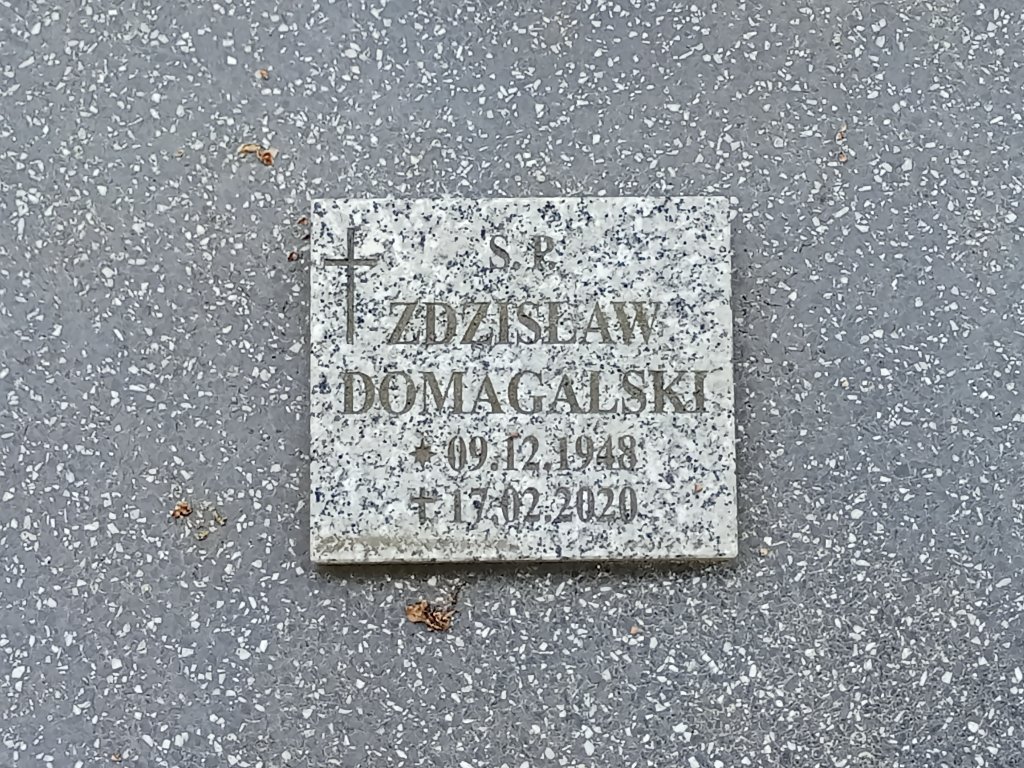 Ś. P.
ZDZISŁAW
DOMAGALSKI
* 09.12.1948
✝ 17.02.2020